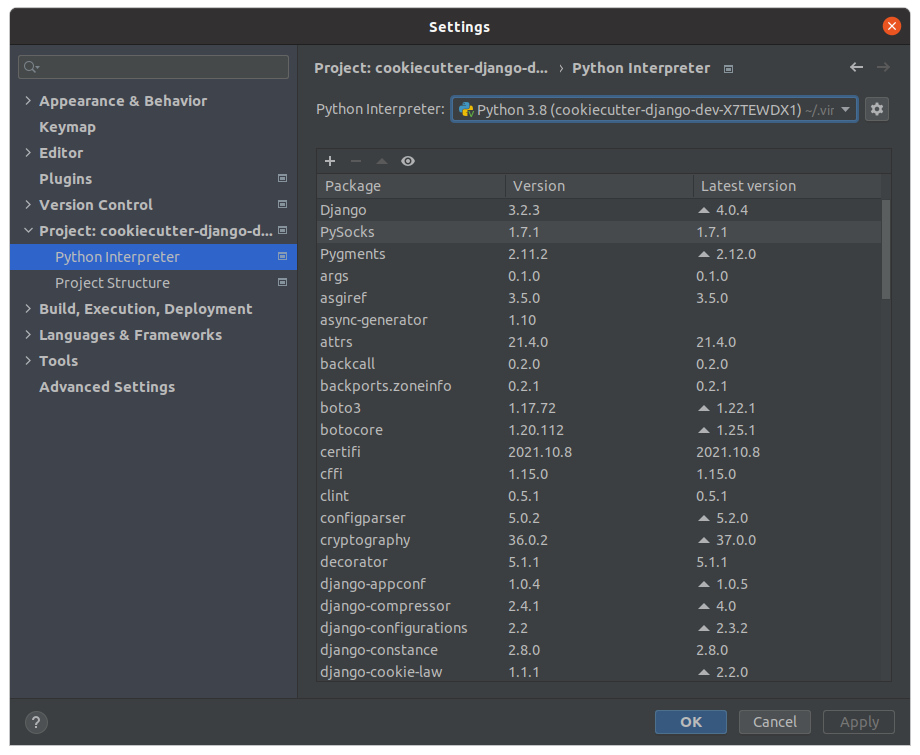 Settings
Project: cookiecutter-django-d... › Python Interpreter
Python Interpreter: Python 3.8 (cookiecutter-django-dev-X7TEWDX1) ~/.vir
Appearance & Behavior
Keymap
Editor
Plugins
Version Control
Project: cookiecutter-django-d...
Python Interpreter
Project Structure
Build, Execution, Deployment
Languages & Frameworks
Tools
Advanced Settings
Package Version Latest version
Django 3.2.3 4.0.4
PySocks 1.7.1 1.7.1
Pygments 2.11.2 2.12.0
args 0.1.0 0.1.0
asgiref 3.5.0 3.5.0
async-generator 1.10
attrs 21.4.0 21.4.0
backcall 0.2.0 0.2.0
backports.zoneinfo 0.2.1 0.2.1
boto3 1.17.72 1.22.1
botocore 1.20.112 1.25.1
certifi 2021.10.8 2021.10.8
cffi 1.15.0 1.15.0
clint 0.5.1 0.5.1
configparser 5.0.2 5.2.0
cryptography 36.0.2 37.0.0
decorator 5.1.1 5.1.1
django-appconf 1.0.4 1.0.5
django-compressor 2.4.1 4.0
django-configurations 2.2 2.3.2
django-constance 2.8.0 2.8.0
django-cookie-law 1.1.1 2.2.0
? OK Cancel Apply